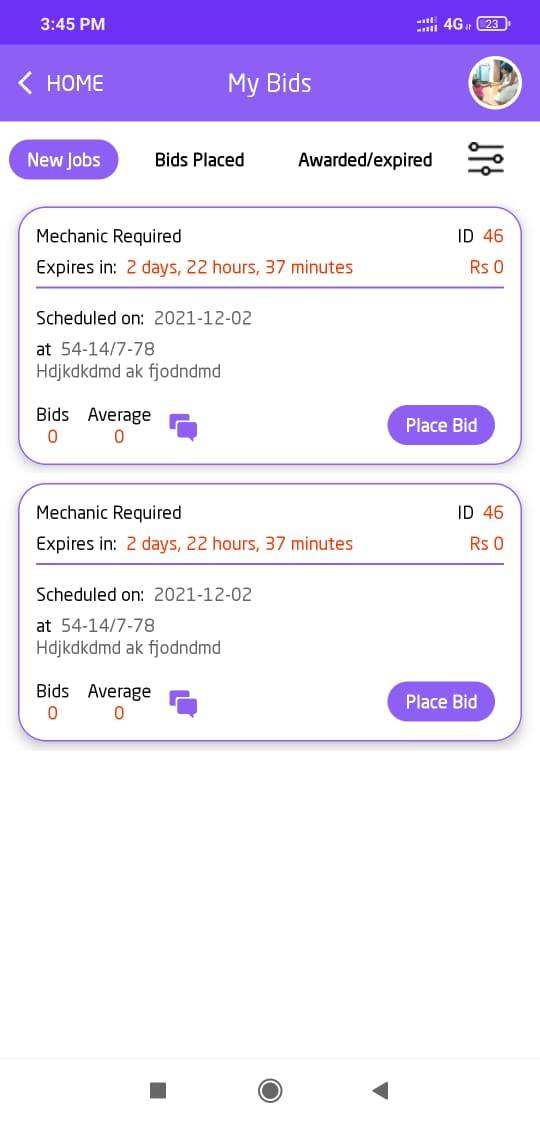 3:45 PM 4G 23
HOME My Bids
New Jobs Bids Placed Awarded/expired
Mechanic Required ID 46
Expires in: 2 days, 22 hours, 37 minutes Rs 0
Scheduled on: 2021-12-02
at 54-14/7-78
Hdjkdkdmd ak fjodndmd
Bids Average
0 0
Place Bid
Mechanic Required ID 46
Expires in: 2 days, 22 hours, 37 minutes Rs 0
Scheduled on: 2021-12-02
at 54-14/7-78
Hdjkdkdmd ak fjodndmd
Bids Average
0 0
Place Bid